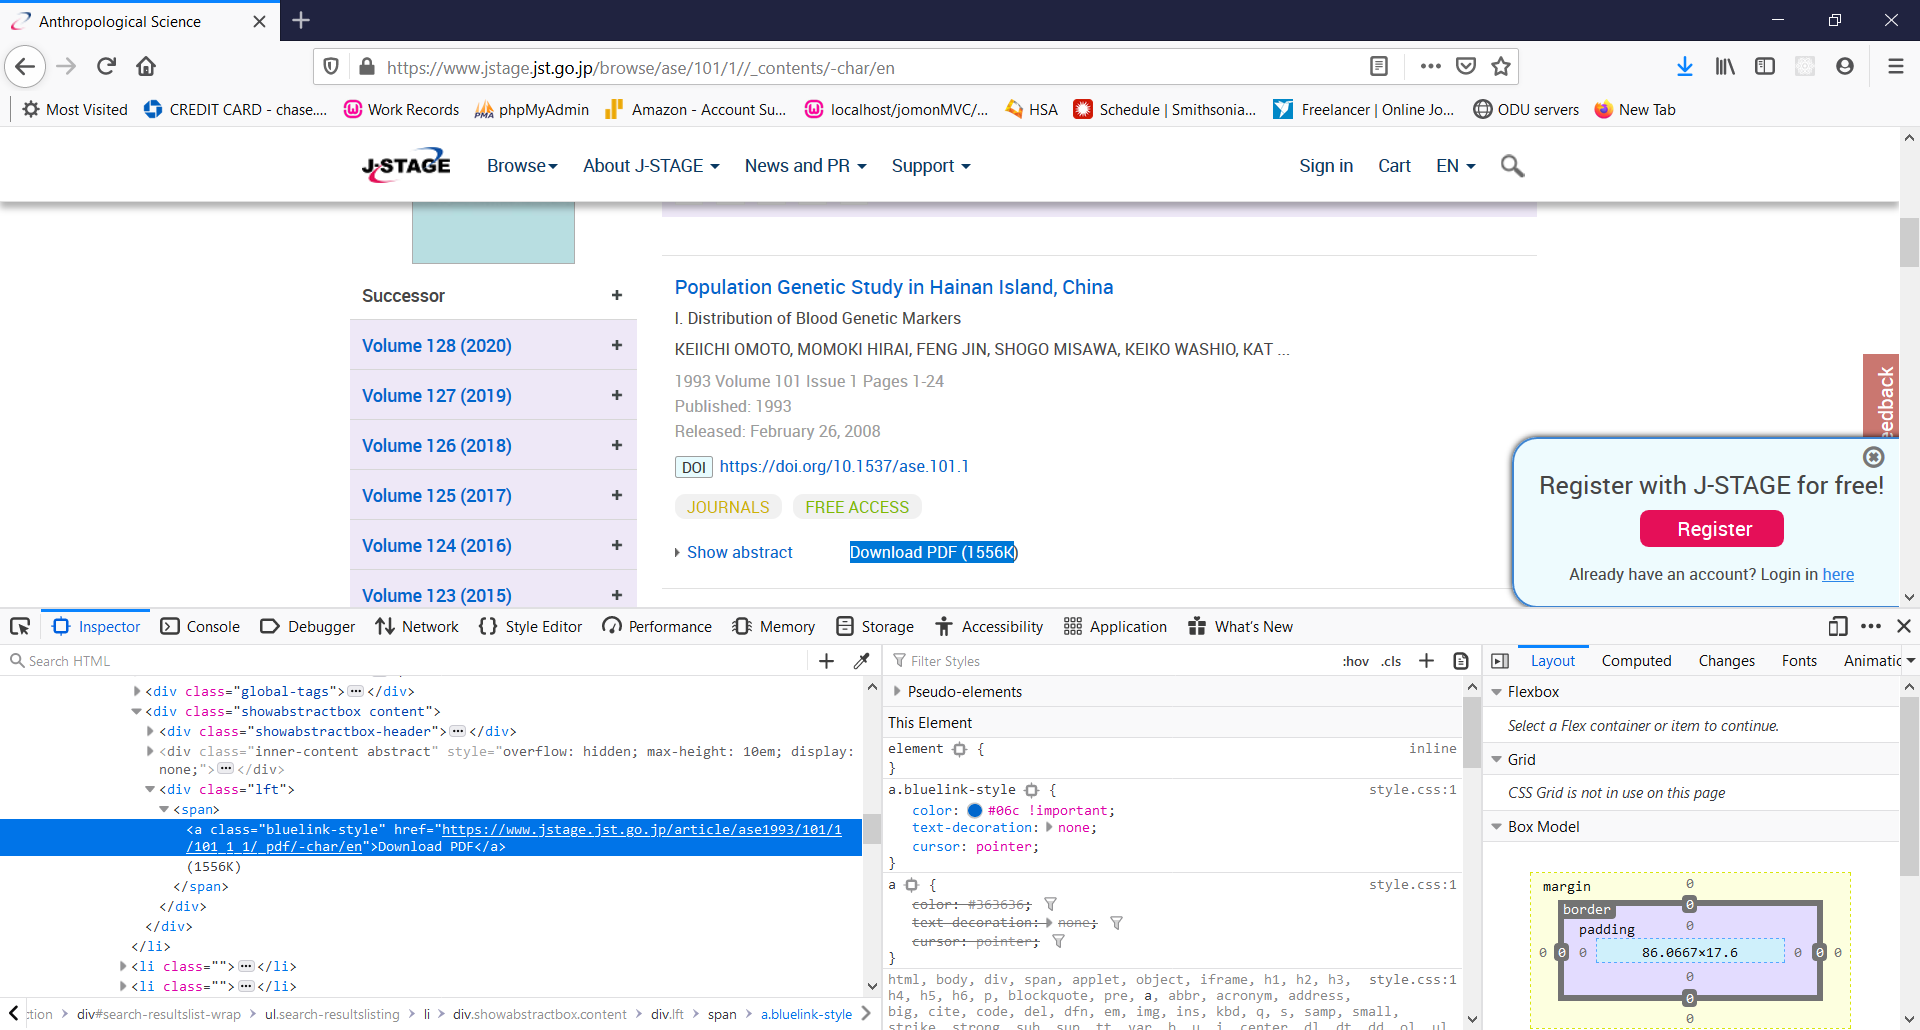 Anthropological Science
https://www.jstage.jst.go.jp/browse/ase/101/1//_contents/-char/en
Most Visited
CREDIT CARD - chase....
Work Records
phpMyAdmin
Amazon - Account Su...
localhost/jomonMVC/...
HSA
Schedule | Smithsonia...
Freelancer | Online Jo...
ODU servers
New Tab
J-STAGE
Browse
About J-STAGE
News and PR
Support
Sign in
Cart
EN
Successor +
Volume 128 (2020) +
Volume 127 (2019) +
Volume 126 (2018) +
Volume 125 (2017) +
Volume 124 (2016) +
Volume 123 (2015) +
Population Genetic Study in Hainan Island, China
I. Distribution of Blood Genetic Markers
KEIICHI OMOTO, MOMOKI HIRAI, FENG JIN, SHOGO MISAWA, KEIKO WASHIO, KAT ...
1993 Volume 101 Issue 1 Pages 1-24
Published: 1993
Released: February 26, 2008
DOI https://doi.org/10.1537/ase.101.1
JOURNALS FREE ACCESS
Show abstract Download PDF (1556K)
edback
Register with J-STAGE for free!
Register
Already have an account? Login in here
Inspector
Console
Debugger
Network
Style Editor
Performance
Memory
Storage
Accessibility
Application
What's New
Search HTML
<div class="global-tags">···</div>
<div class="showabstractbox content">
<div class="showabstractbox-header">···</div>
<div class="inner-content abstract" style="overflow: hidden; max-height: 10em; display:
none;">···</div>
<div class="lft">
<span>
<a class="bluelink-style" href="https://www.jstage.jst.go.jp/article/ase1993/101/1
/101_1_1/_pdf/-char/en">Download PDF</a>
(1556K)
</span>
</div>
</div>
</li>
<li class="">···</li>
<li class="">···</li>
ction > div#search-resultslist-wrap > ul.search-resultslisting > li > div.showabstractbox.content > div.lft > span > a.bluelink-style
Filter Styles
:hov .cls
Pseudo-elements
This Element
element { inline
}
a.bluelink-style { style.css:1
color: #06c !important;
text-decoration: none;
cursor: pointer;
}
a { style.css:1
color: #363636;
text-decoration: none;
cursor: pointer;
}
html, body, div, span, applet, object, iframe, h1, h2, h3, style.css:1
h4, h5, h6, p, blockquote, pre, a, abbr, acronym, address,
big, cite, code, del, dfn, em, img, ins, kbd, q, s, samp, small,
strike, strong, sub, sup, tt, var, b, u, i, center, dl, dt, dd, ol, ul,
Layout
Computed
Changes
Fonts
Animatic
Flexbox
Select a Flex container or item to continue.
Grid
CSS Grid is not in use on this page
Box Model
margin 0
border 0
padding 0
0 0 0 86.0667×17.6 0 0 0
0
0
0